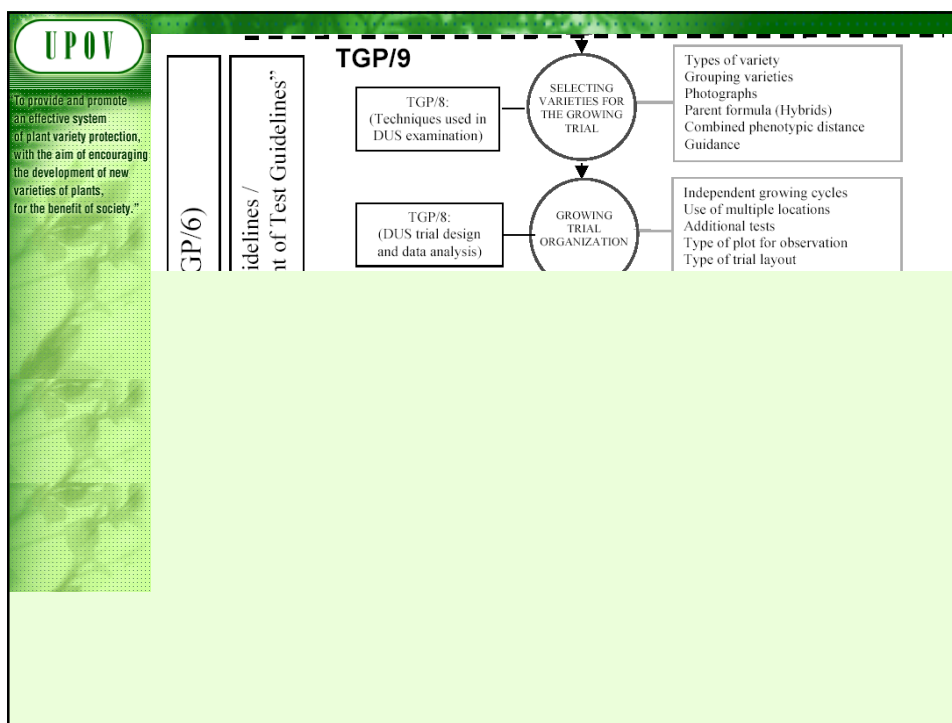 UPOV
"To provide and promote
an effective system
of plant variety protection,
with the aim of encouraging
the development of new
varieties of plants,
for the benefit of society."
GP/6)
idelines /
nt of Test Guidelines”
TGP/9
TGP/8:
(Techniques used in
DUS examination)
SELECTING
VARIETIES FOR
THE GROWING
TRIAL
Types of variety
Grouping varieties
Photographs
Parent formula (Hybrids)
Combined phenotypic distance
Guidance
TGP/8:
(DUS trial design
and data analysis)
GROWING
TRIAL
ORGANIZATION
Independent growing cycles
Use of multiple locations
Additional tests
Type of plot for observation
Type of trial layout